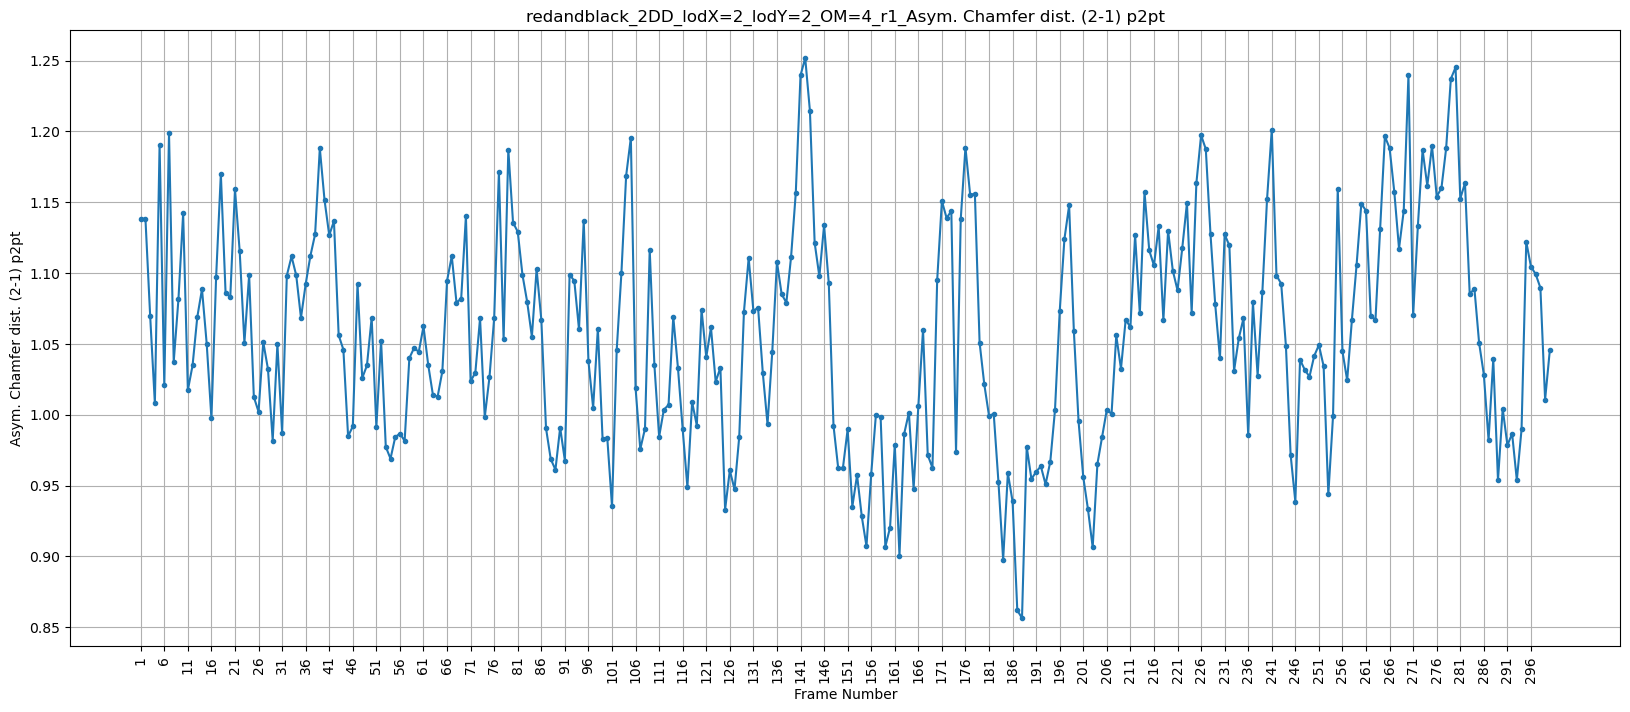 redandblack_2DD_lodX=2_lodY=2_OM=4_r1_Asym. Chamfer dist. (2-1) p2pt
Asym. Chamfer dist. (2-1) p2pt
1.25
1.20
1.15
1.10
1.05
1.00
0.95
0.90
0.85
1 6 11 16 21 26 31 36 41 46 51 56 61 66 71 76 81 86 91 96 101 106 111 116 121 126 131 136 141 146 151 156 161 166 171 176 181 186 191 196 201 206 211 216 221 226 231 236 241 246 251 256 261 266 271 276 281 286 291 296
Frame Number